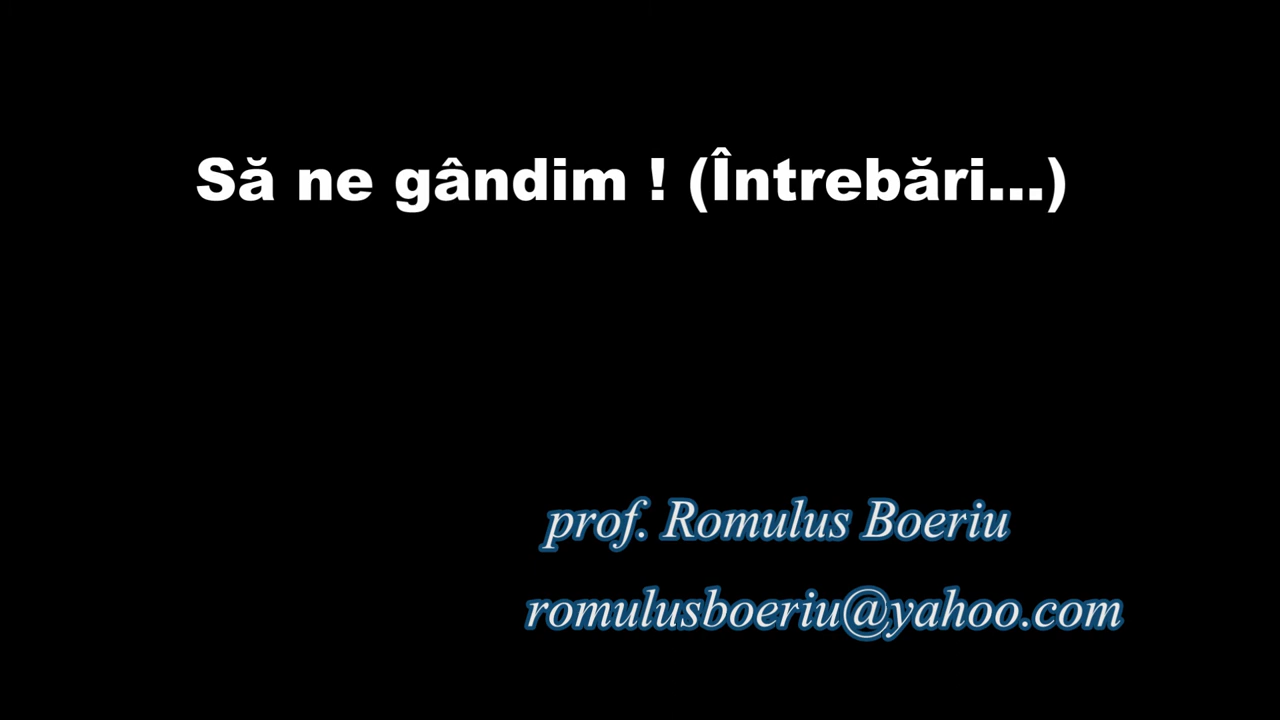 Să ne gândim ! (Întrebări...)
prof. Romulus Boeriu
romulusboeriu@yahoo.com